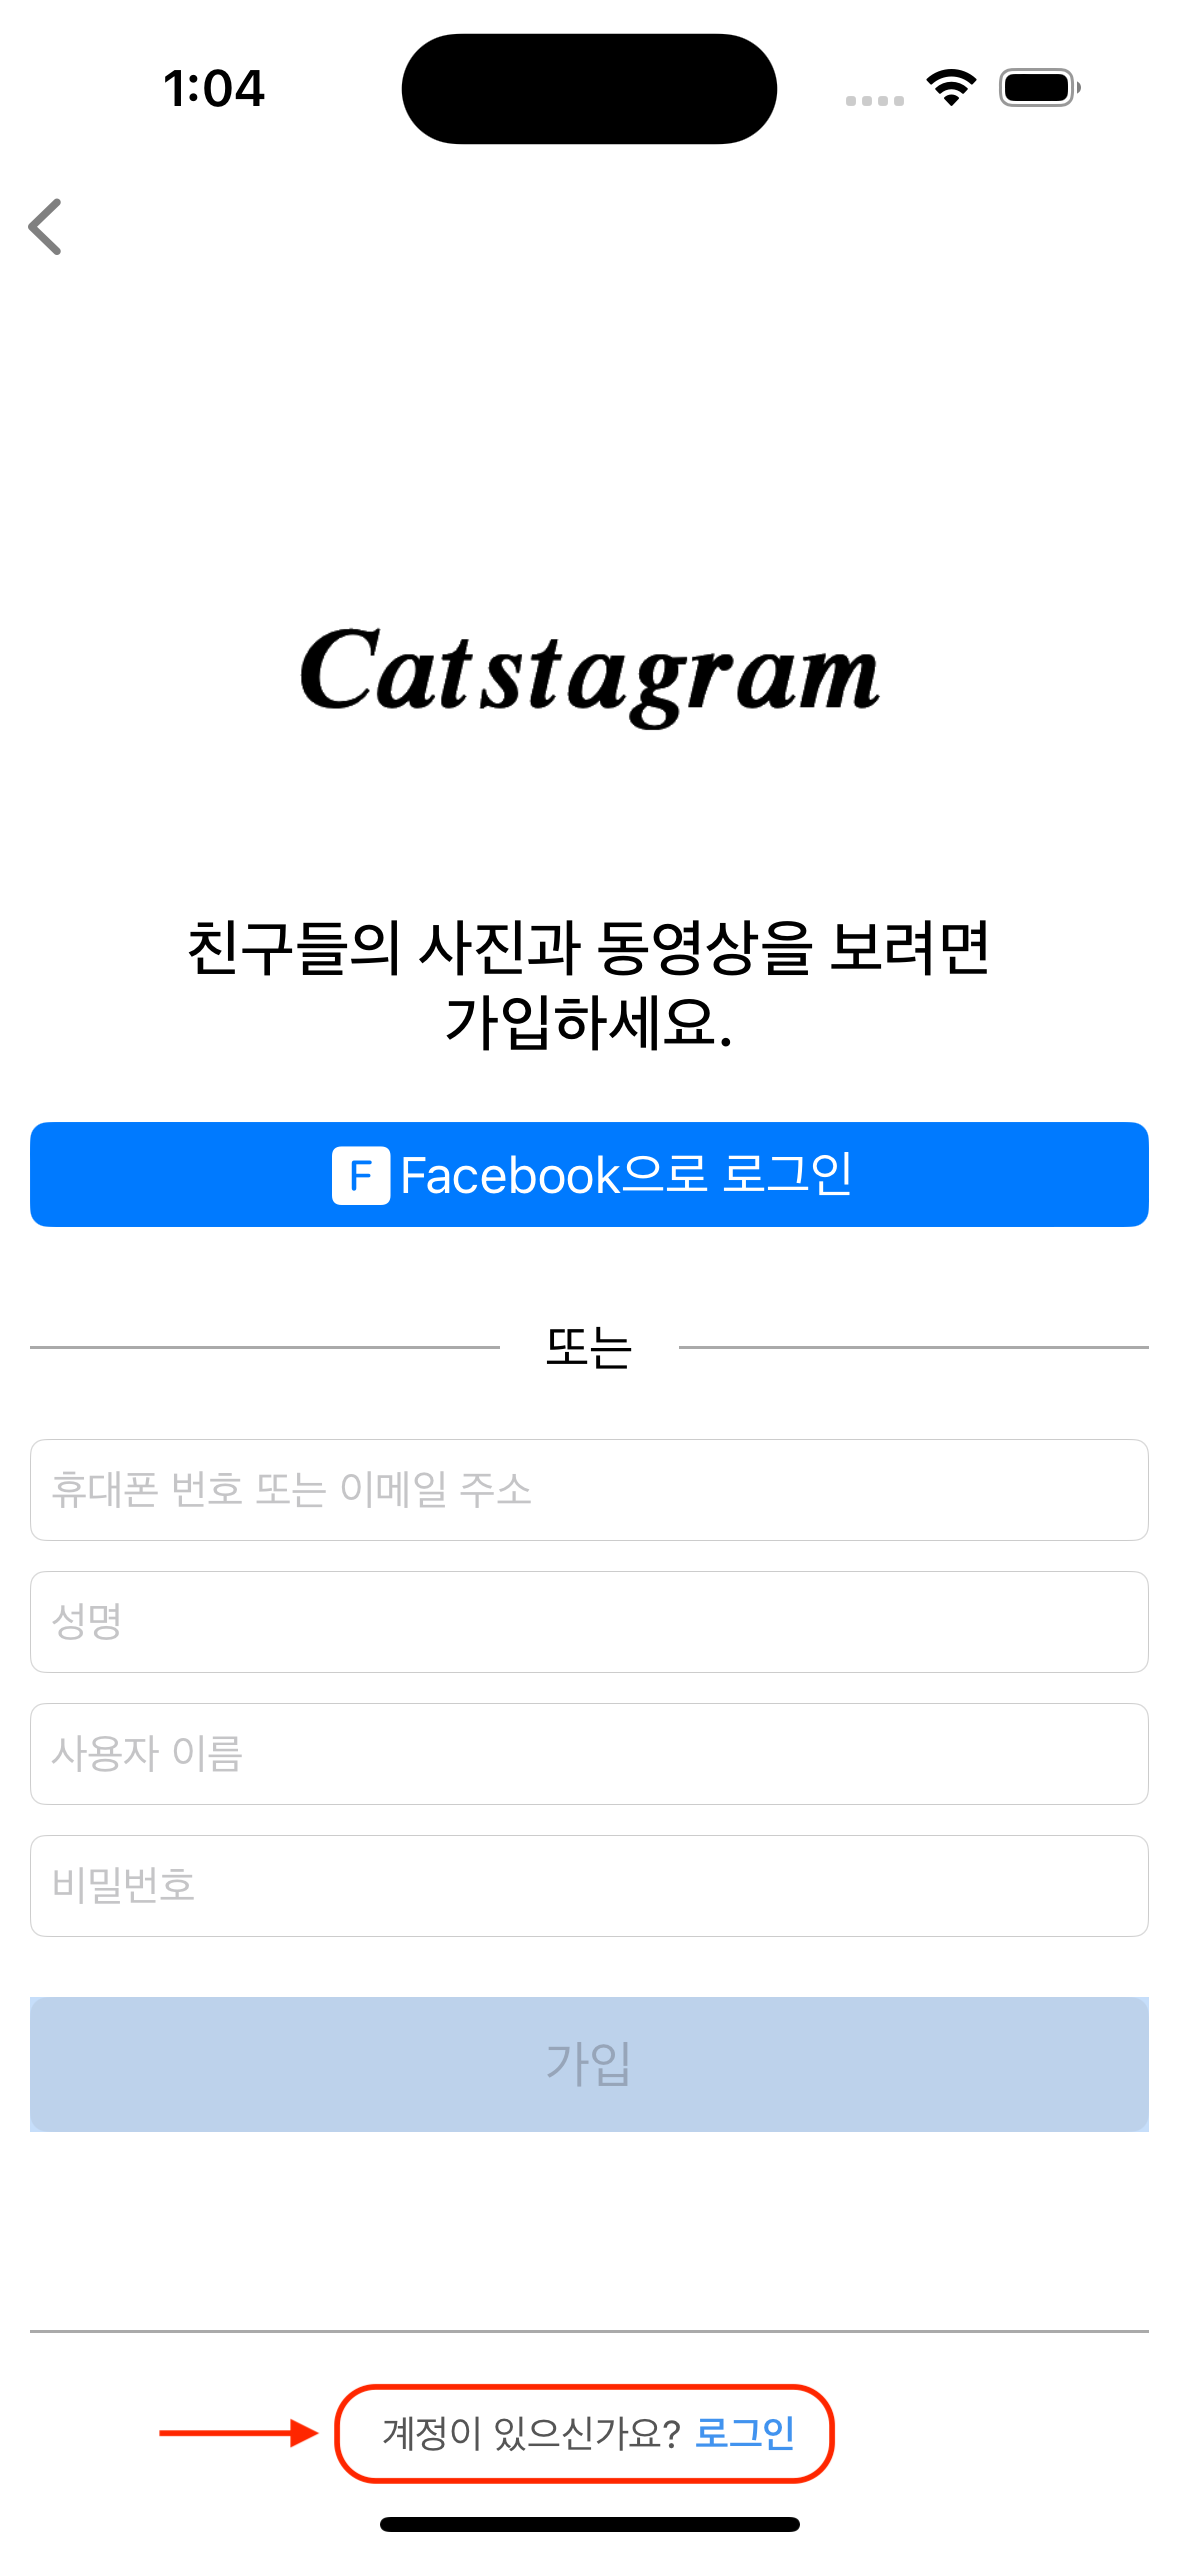 1:04
Catstagram
친구들의 사진과 동영상을 보려면
가입하세요.
F Facebook으로 로그인
또는
휴대폰 번호 또는 이메일 주소
성명
사용자 이름
비밀번호
가입
계정이 있으신가요? 로그인